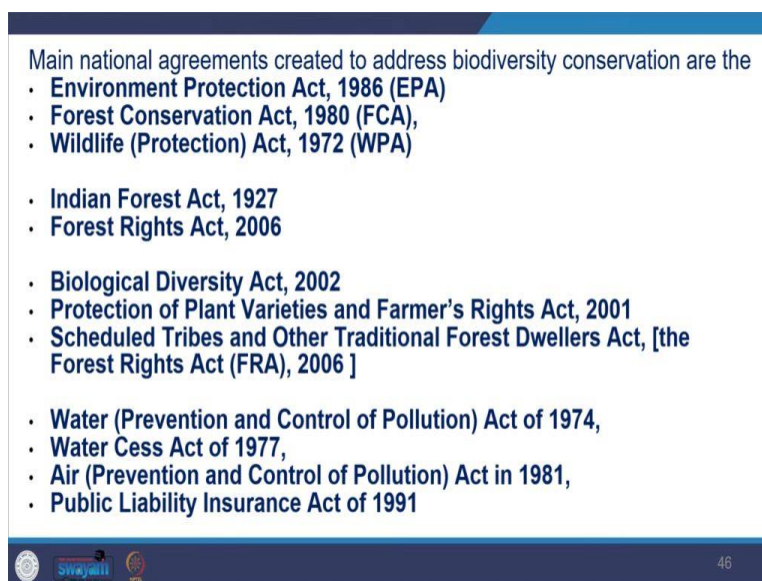 Main national agreements created to address biodiversity conservation are the
• Environment Protection Act, 1986 (EPA)
• Forest Conservation Act, 1980 (FCA),
• Wildlife (Protection) Act, 1972 (WPA)
• Indian Forest Act, 1927
• Forest Rights Act, 2006
• Biological Diversity Act, 2002
• Protection of Plant Varieties and Farmer's Rights Act, 2001
• Scheduled Tribes and Other Traditional Forest Dwellers Act, [the
Forest Rights Act (FRA), 2006 ]
• Water (Prevention and Control of Pollution) Act of 1974,
• Water Cess Act of 1977,
• Air (Prevention and Control of Pollution) Act in 1981,
• Public Liability Insurance Act of 1991
swayam
46